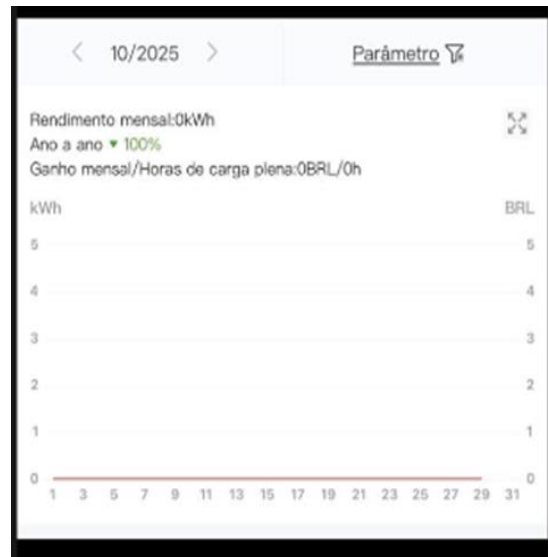 10/2025
Parâmetro
Rendimento mensal:0kWh
Ano a ano ▼ 100%
Ganho mensal/Horas de carga plena:0BRL/0h
kWh BRL
5 5
4 4
3 3
2 2
1 1
0 0
1 3 5 7 9 11 13 15 17 19 21 23 25 27 29 31